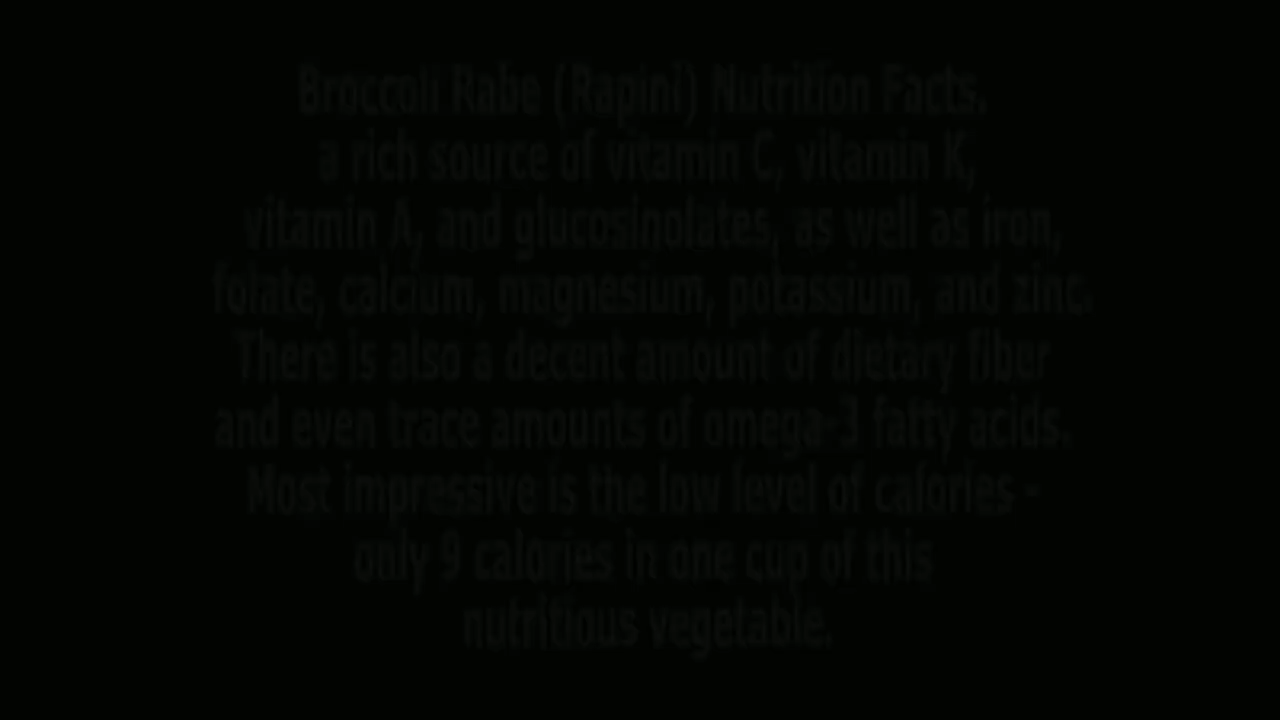 Broccoli Rabe (Rapini) Nutrition Facts.
a rich source of vitamin C, vitamin K,
vitamin A, and glucosinolates, as well as iron,
folate, calcium, magnesium, potassium, and zinc.
There is also a decent amount of dietary fiber
and even trace amounts of omega-3 fatty acids.
Most impressive is the low level of calories -
only 9 calories in one cup of this
nutritious vegetable.